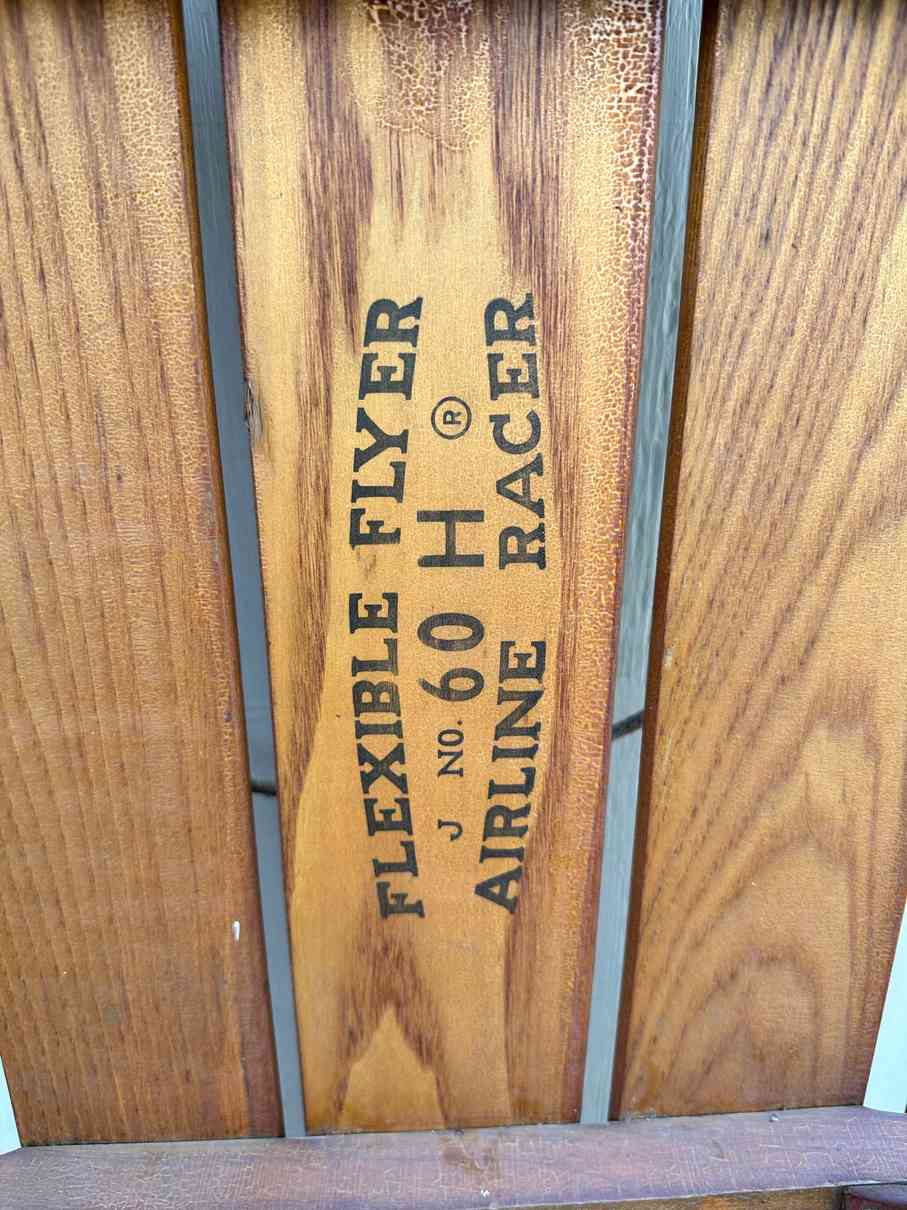 FLEXIBLE FLYER
J NO. 60 H ®
AIRLINE RACER